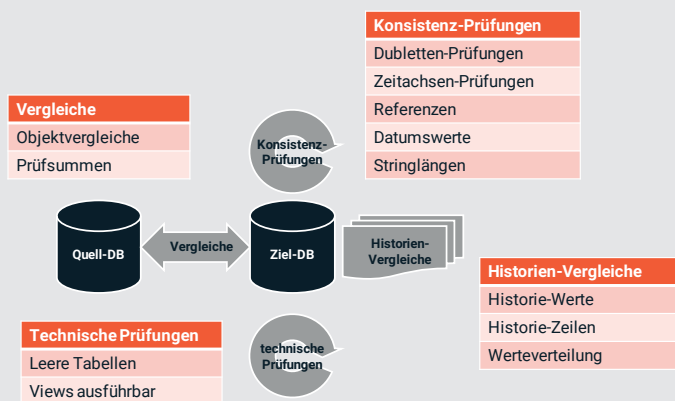 Konsistenz-Prüfungen
Dubletten-Prüfungen
Zeitachsen-Prüfungen
Referenzen
Datumswerte
Stringlängen
Vergleiche
Objektvergleiche
Prüfsummen
Konsistenz-
Prüfungen
Quell-DB
Vergleiche
Ziel-DB
Historien-
Vergleiche
Historien-Vergleiche
Historie-Werte
Historie-Zeilen
Werteverteilung
Technische Prüfungen
Leere Tabellen
Views ausführbar
technische
Prüfungen